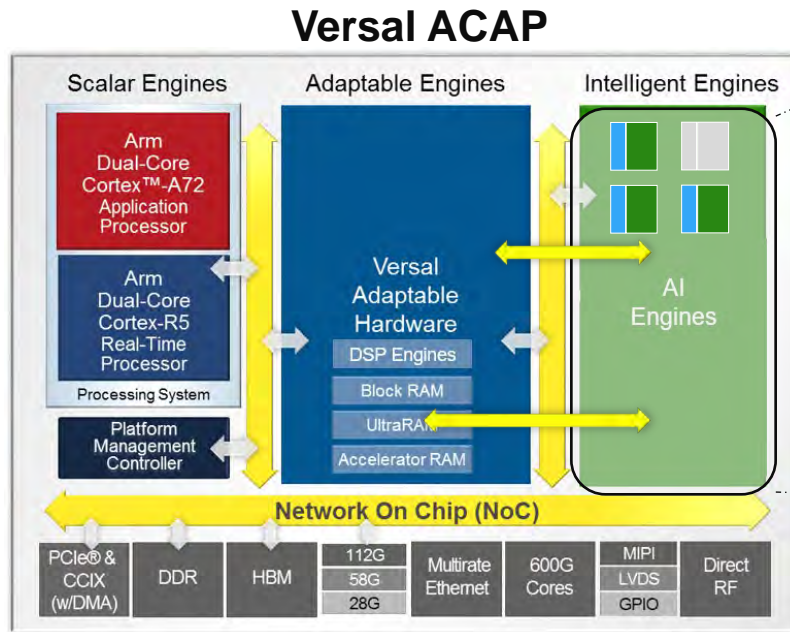 Versal ACAP
Scalar Engines
Adaptable Engines
Intelligent Engines
Arm
Dual-Core
Cortex™-A72
Application
Processor
Arm
Dual-Core
Cortex-R5
Real-Time
Processor
Processing System
Platform
Management
Controller
Versal
Adaptable
Hardware
DSP Engines
Block RAM
UltraRAM
Accelerator RAM
AI
Engines
Network On Chip (NoC)
PCIe® &
CCIX
(w/DMA)
DDR
HBM
112G
58G
28G
Multirate
Ethernet
600G
Cores
MIPI
LVDS
GPIO
Direct
RF